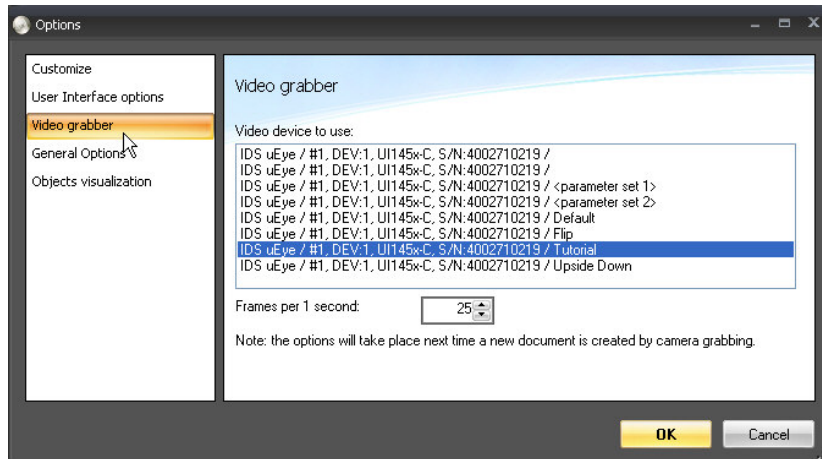 Options
Customize
User Interface options
Video grabber
General Options
Objects visualization
Video grabber
Video device to use:
IDS uEye / #1, DEV:1, UI145x-C, S/N:4002710219 /
IDS uEye / #1, DEV:1, UI145x-C, S/N:4002710219 /
IDS uEye / #1, DEV:1, UI145x-C, S/N:4002710219 / <parameter set 1>
IDS uEye / #1, DEV:1, UI145x-C, S/N:4002710219 / <parameter set 2>
IDS uEye / #1, DEV:1, UI145x-C, S/N:4002710219 / Default
IDS uEye / #1, DEV:1, UI145x-C, S/N:4002710219 / Flip
IDS uEye / #1, DEV:1, UI145x-C, S/N:4002710219 / Tutorial
IDS uEye / #1, DEV:1, UI145x-C, S/N:4002710219 / Upside Down
Frames per 1 second: 25
Note: the options will take place next time a new document is created by camera grabbing.
OK Cancel